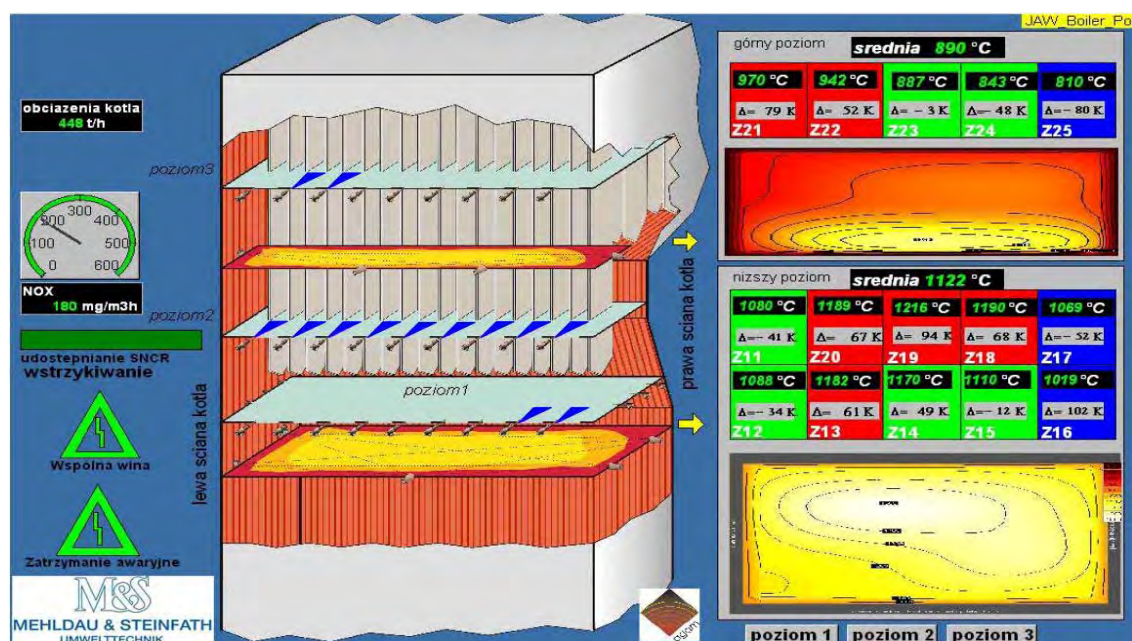 JAW_Boiler_Po
obciazenia kotla
448 t/h
poziom3
0
100
200
300
400
500
600
NOX
180 mg/m3h
poziom2
udostepnianie SNCR
wstrzykiwanie
Wspolna wina
Zatrzymanie awaryjne
M&S
MEHLDAU & STEINFATH
UMWELTTECHNIK
poziom1
lewa sciana kotla
prawa sciana kotla
agam
górny poziom srednia 890 °C
970 °C 942 °C 887 °C 843 °C 810 °C
Δ= 79 K Δ= 52 K Δ= - 3 K Δ= - 48 K Δ= - 80 K
Z21 Z22 Z23 Z24 Z25
nizszy poziom srednia 1122 °C
1080 °C 1189 °C 1216 °C 1190 °C 1069 °C
Δ= - 41 K Δ= 67 K Δ= 94 K Δ= 68 K Δ= - 52 K
Z11 Z20 Z19 Z18 Z17
1088 °C 1182 °C 1170 °C 1110 °C 1019 °C
Δ= - 34 K Δ= 61 K Δ= 49 K Δ= - 12 K Δ= 102 K
Z12 Z13 Z14 Z15 Z16
poziom 1 poziom 2 poziom 3